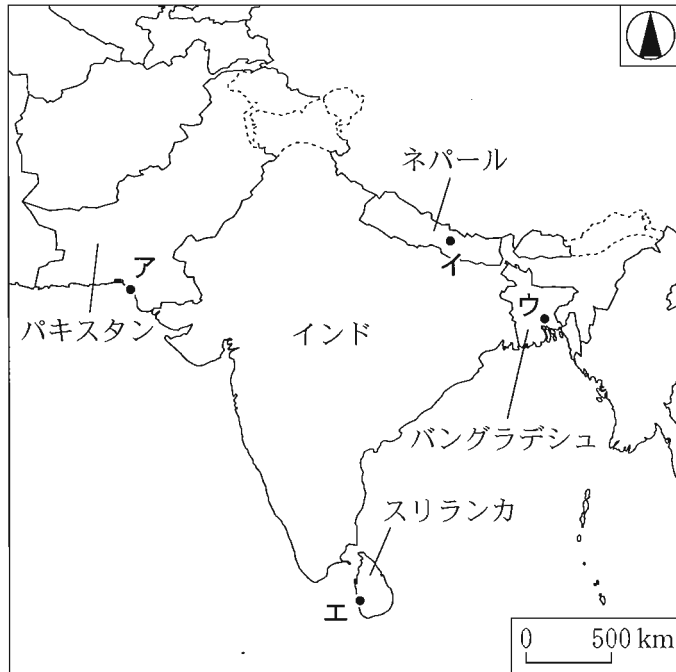 ネパール
ア
イ
ウ
パキスタン
インド
バングラデシュ
スリランカ
エ
0 500 km